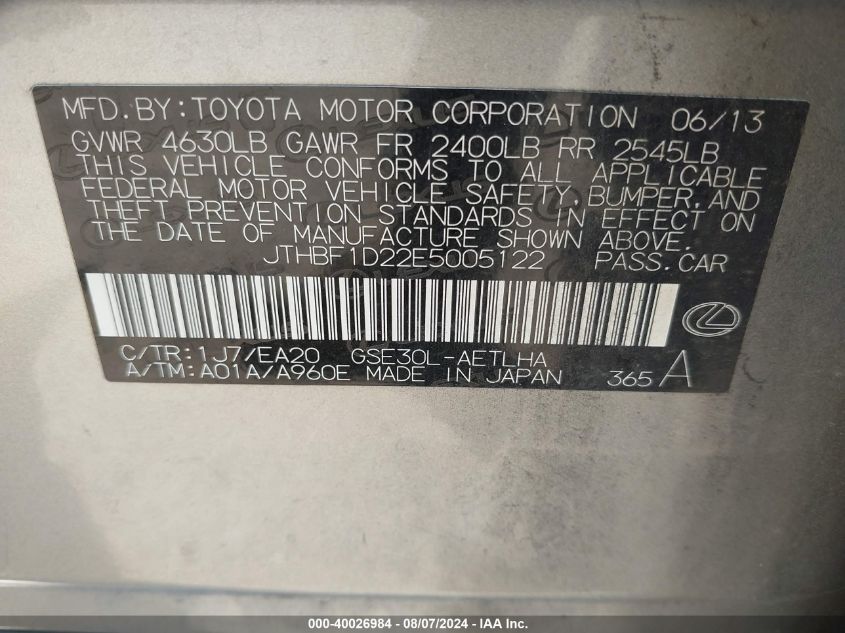 MFD. BY: TOYOTA MOTOR CORPORATION 06/13
GVWR 4630LB GAWR FR 2400LB RR 2545LB
THIS VEHICLE CONFORMS TO ALL APPLICABLE
FEDERAL MOTOR VEHICLE SAFETY, BUMPER, AND
THEFT PREVENTION STANDARDS IN EFFECT ON
THE DATE OF MANUFACTURE SHOWN ABOVE.
JTHBF1D22E5005122 PASS. CAR
C/TR: 1J7/EA20 GSE30L-AETLHA
A/TM: A01A/A960E MADE IN JAPAN 365 A
000-40026984 - 08/07/2024 - IAA Inc.